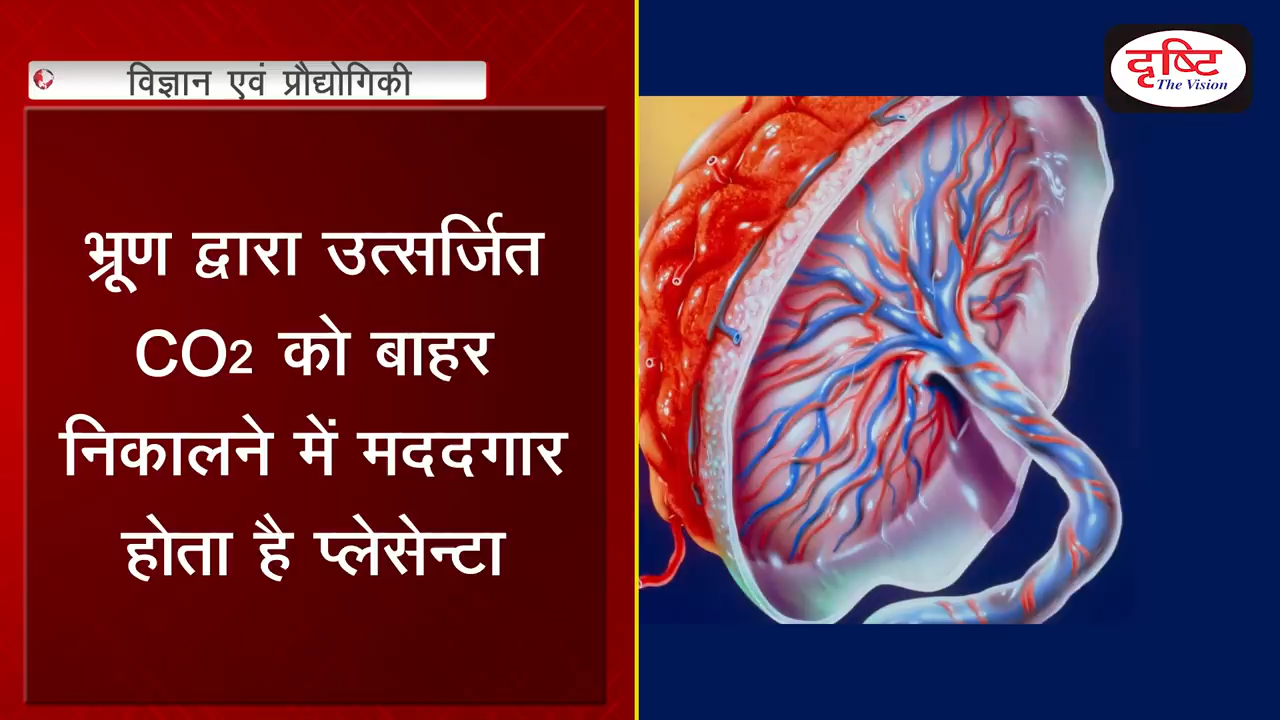 विज्ञान एवं प्रौद्योगिकी
भ्रूण द्वारा उत्सर्जित
CO2 को बाहर
निकालने में मददगार
होता है प्लेसेन्टा
दृष्टि
The Vision